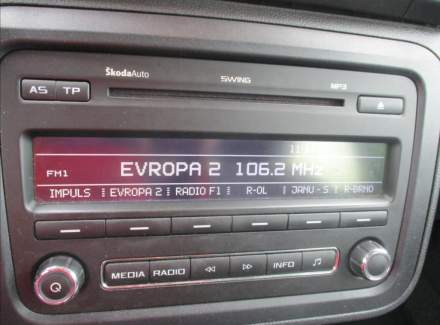 ŠkodaAuto SWING MP3
AS TP
EVROPA 2 106.2 MHz
FM1
IMPULS EVROPA 2 RADIO F1 R-OL JANU-S R-BRNO
MEDIA RADIO INFO